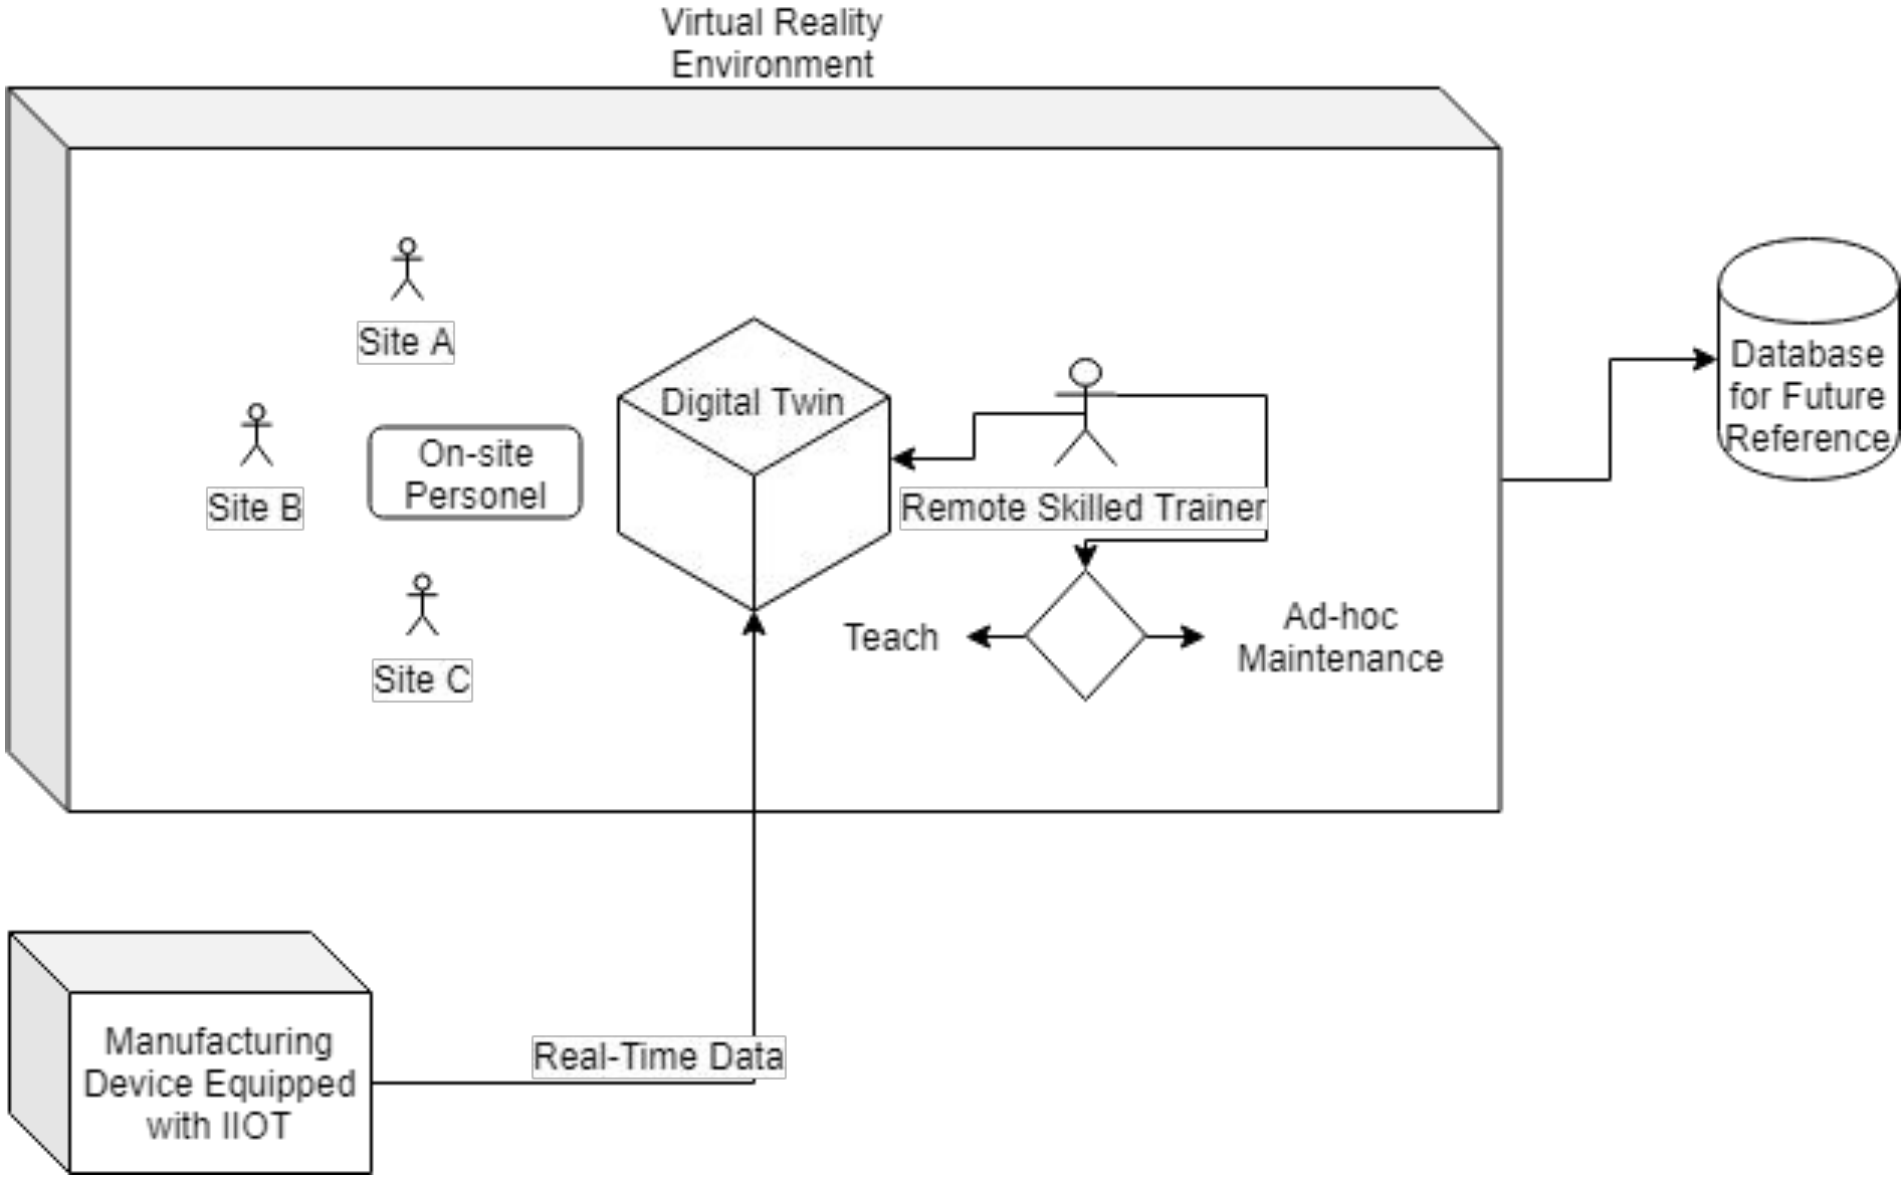 Virtual Reality
Environment
Site A
Site B
On-site
Personel
Site C
Digital Twin
Remote Skilled Trainer
Teach
Ad-hoc
Maintenance
Database
for Future
Reference
Real-Time Data
Manufacturing
Device Equipped
with IIOT